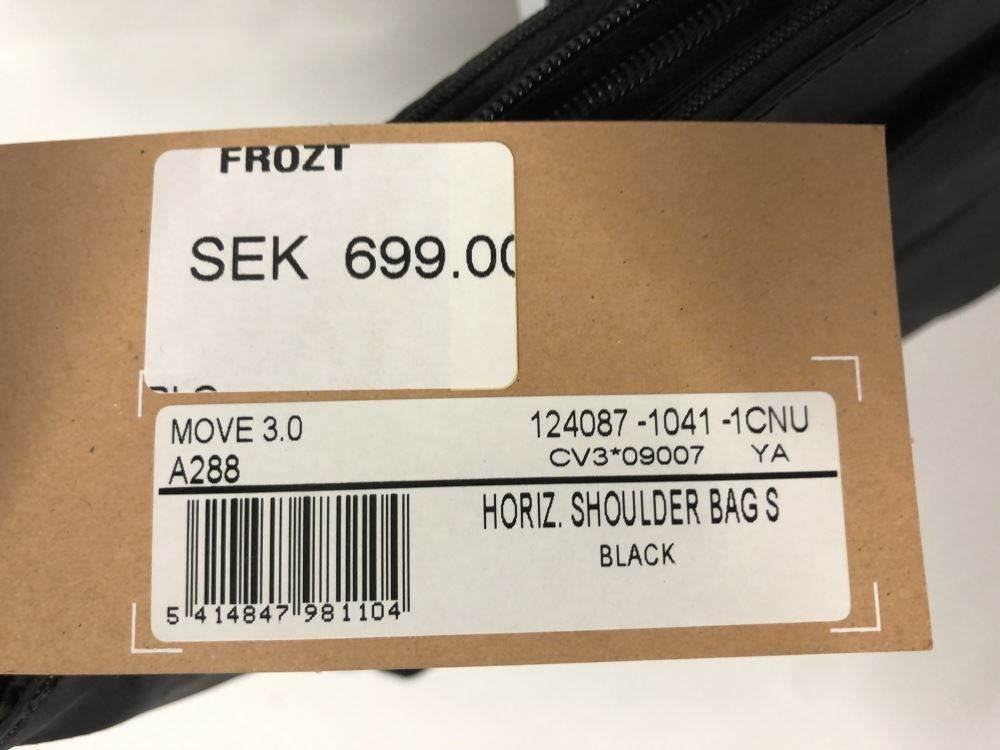 FROZT
SEK 699.00
MOVE 3.0
124087 -1041 -1CNU
A288
CV3*09007 YA
HORIZ. SHOULDER BAG S
BLACK
5 414847 981104